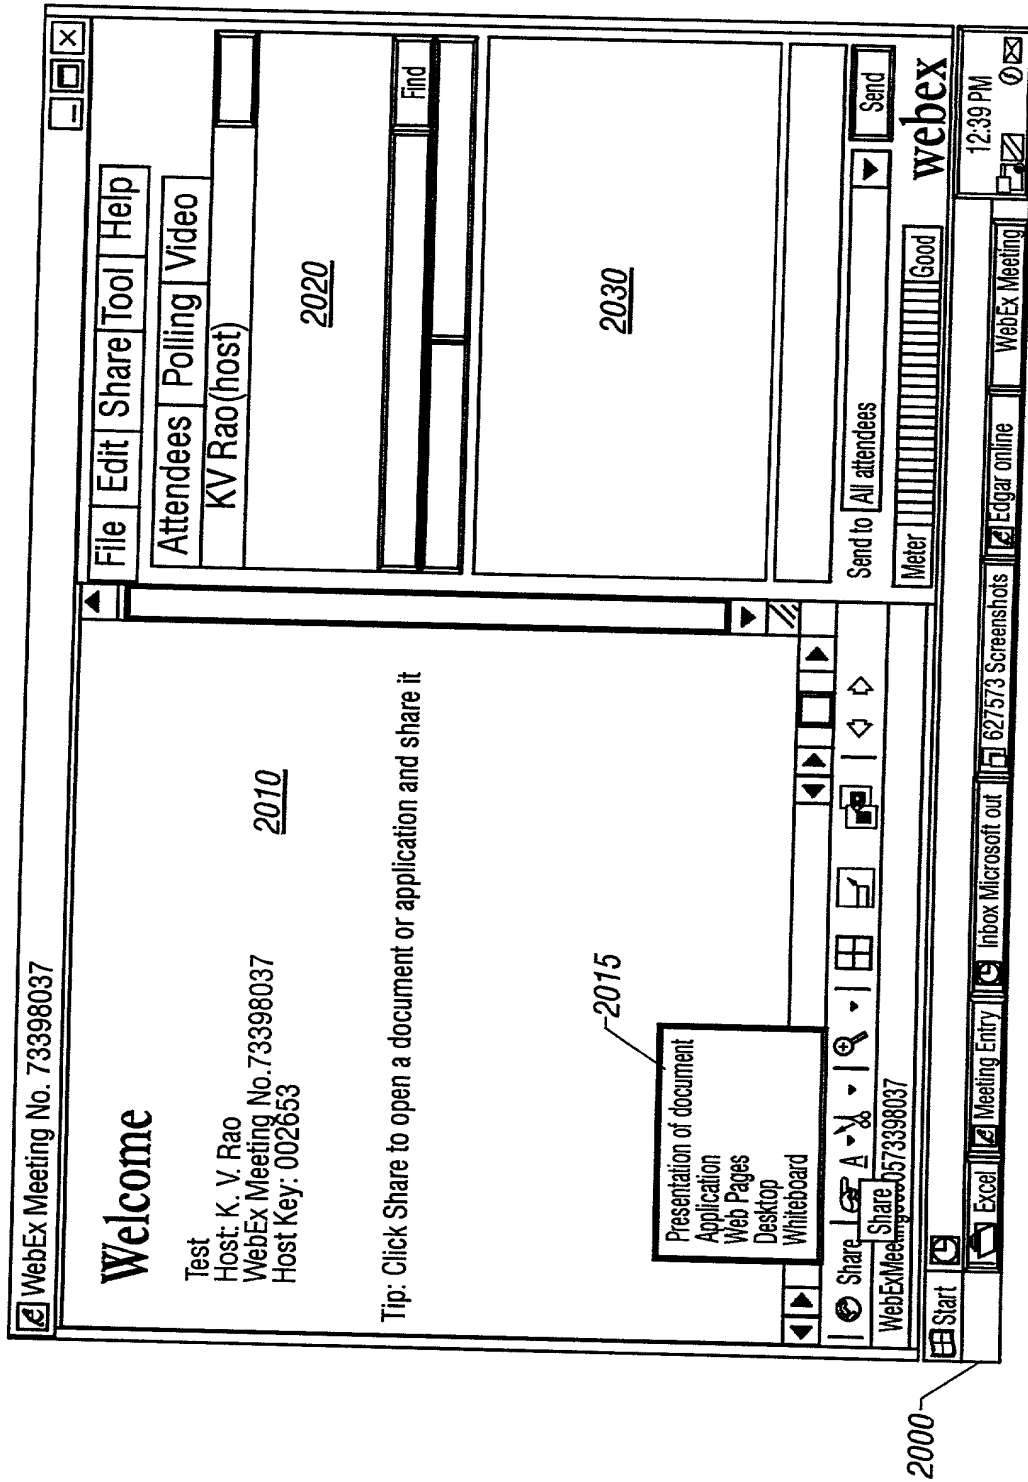 WebEx Meeting No. 73398037
File Edit Share Tool Help
Attendees Polling Video
KV Rao(host)
2020
Find
2030
Send to All attendees
Send
Meter Good
webex
Welcome
Test
Host: K. V. Rao
WebEx Meeting No.73398037
Host Key: 002653
2010
Tip: Click Share to open a document or application and share it
2015
Presentation of document
Application
Web Pages
Desktop
Whiteboard
Share A
Share
0573398037
Start
Excel Meeting Entry Inbox Microsoft out 627573 Screenshots Edgar online WebEx Meeting
12:39 PM
2000